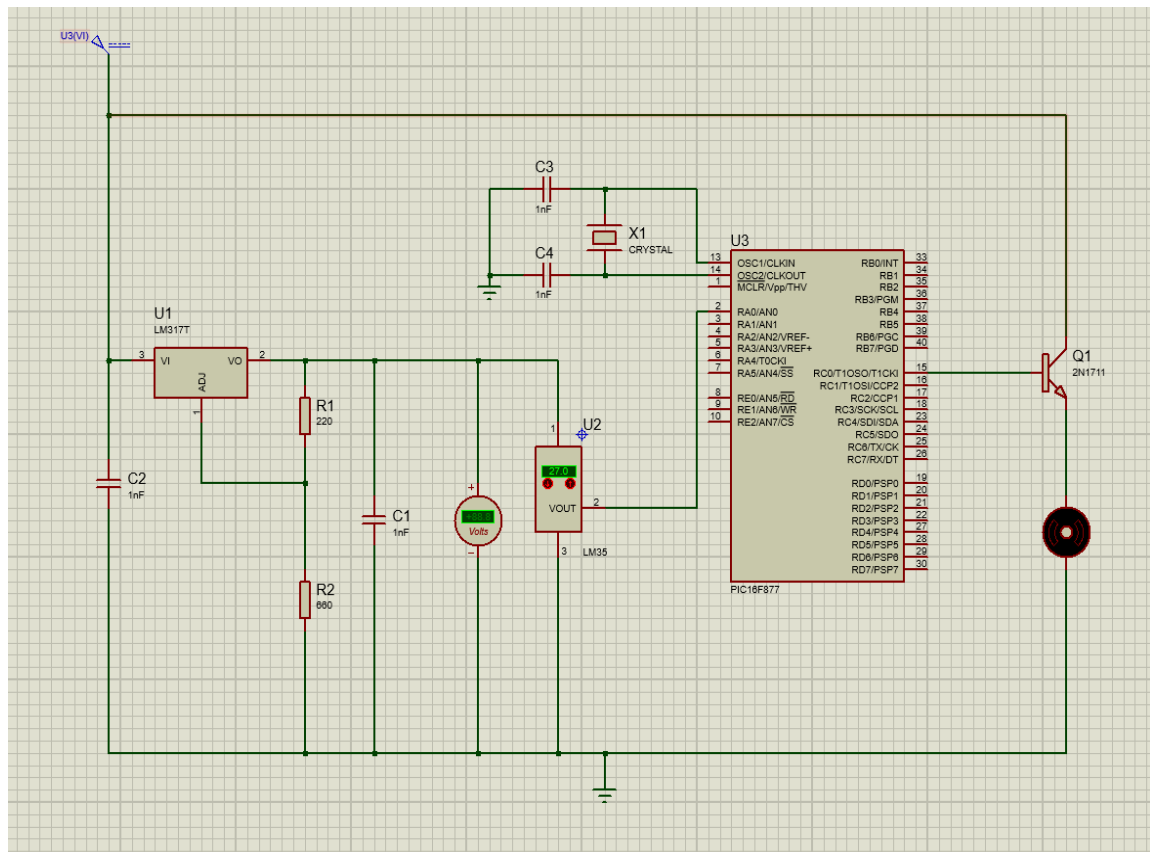 U3(VI)
C3
1nF
X1
CRYSTAL
C4
1nF
U1
LM317T
3 VI VO 2
ADJ
1
R1
220
C2
1nF
C1
1nF
R2
660
+
Volts
-
1
U2
27.0
VOUT 2
3
LM35
U3
13 OSC1/CLKIN RB0/INT 33
14 OSC2/CLKOUT RB1 34
1 MCLR/Vpp/THV RB2 35
RB3/PGM 36
2 RA0/AN0 RB4 37
3 RA1/AN1 RB5 38
4 RA2/AN2/VREF- RB6/PGC 39
5 RA3/AN3/VREF+ RB7/PGD 40
6 RA4/T0CKI
7 RA5/AN4/SS RC0/T1OSO/T1CKI 15
RC1/T1OSI/CCP2 16
8 RE0/AN5/RD RC2/CCP1 17
9 RE1/AN6/WR RC3/SCK/SCL 18
10 RE2/AN7/CS RC4/SDI/SDA 23
RC5/SDO 24
RC6/TX/CK 25
RC7/RX/DT 26
RD0/PSP0 19
RD1/PSP1 20
RD2/PSP2 21
RD3/PSP3 22
RD4/PSP4 27
RD5/PSP5 28
RD6/PSP6 29
RD7/PSP7 30
PIC16F877
Q1
2N1711